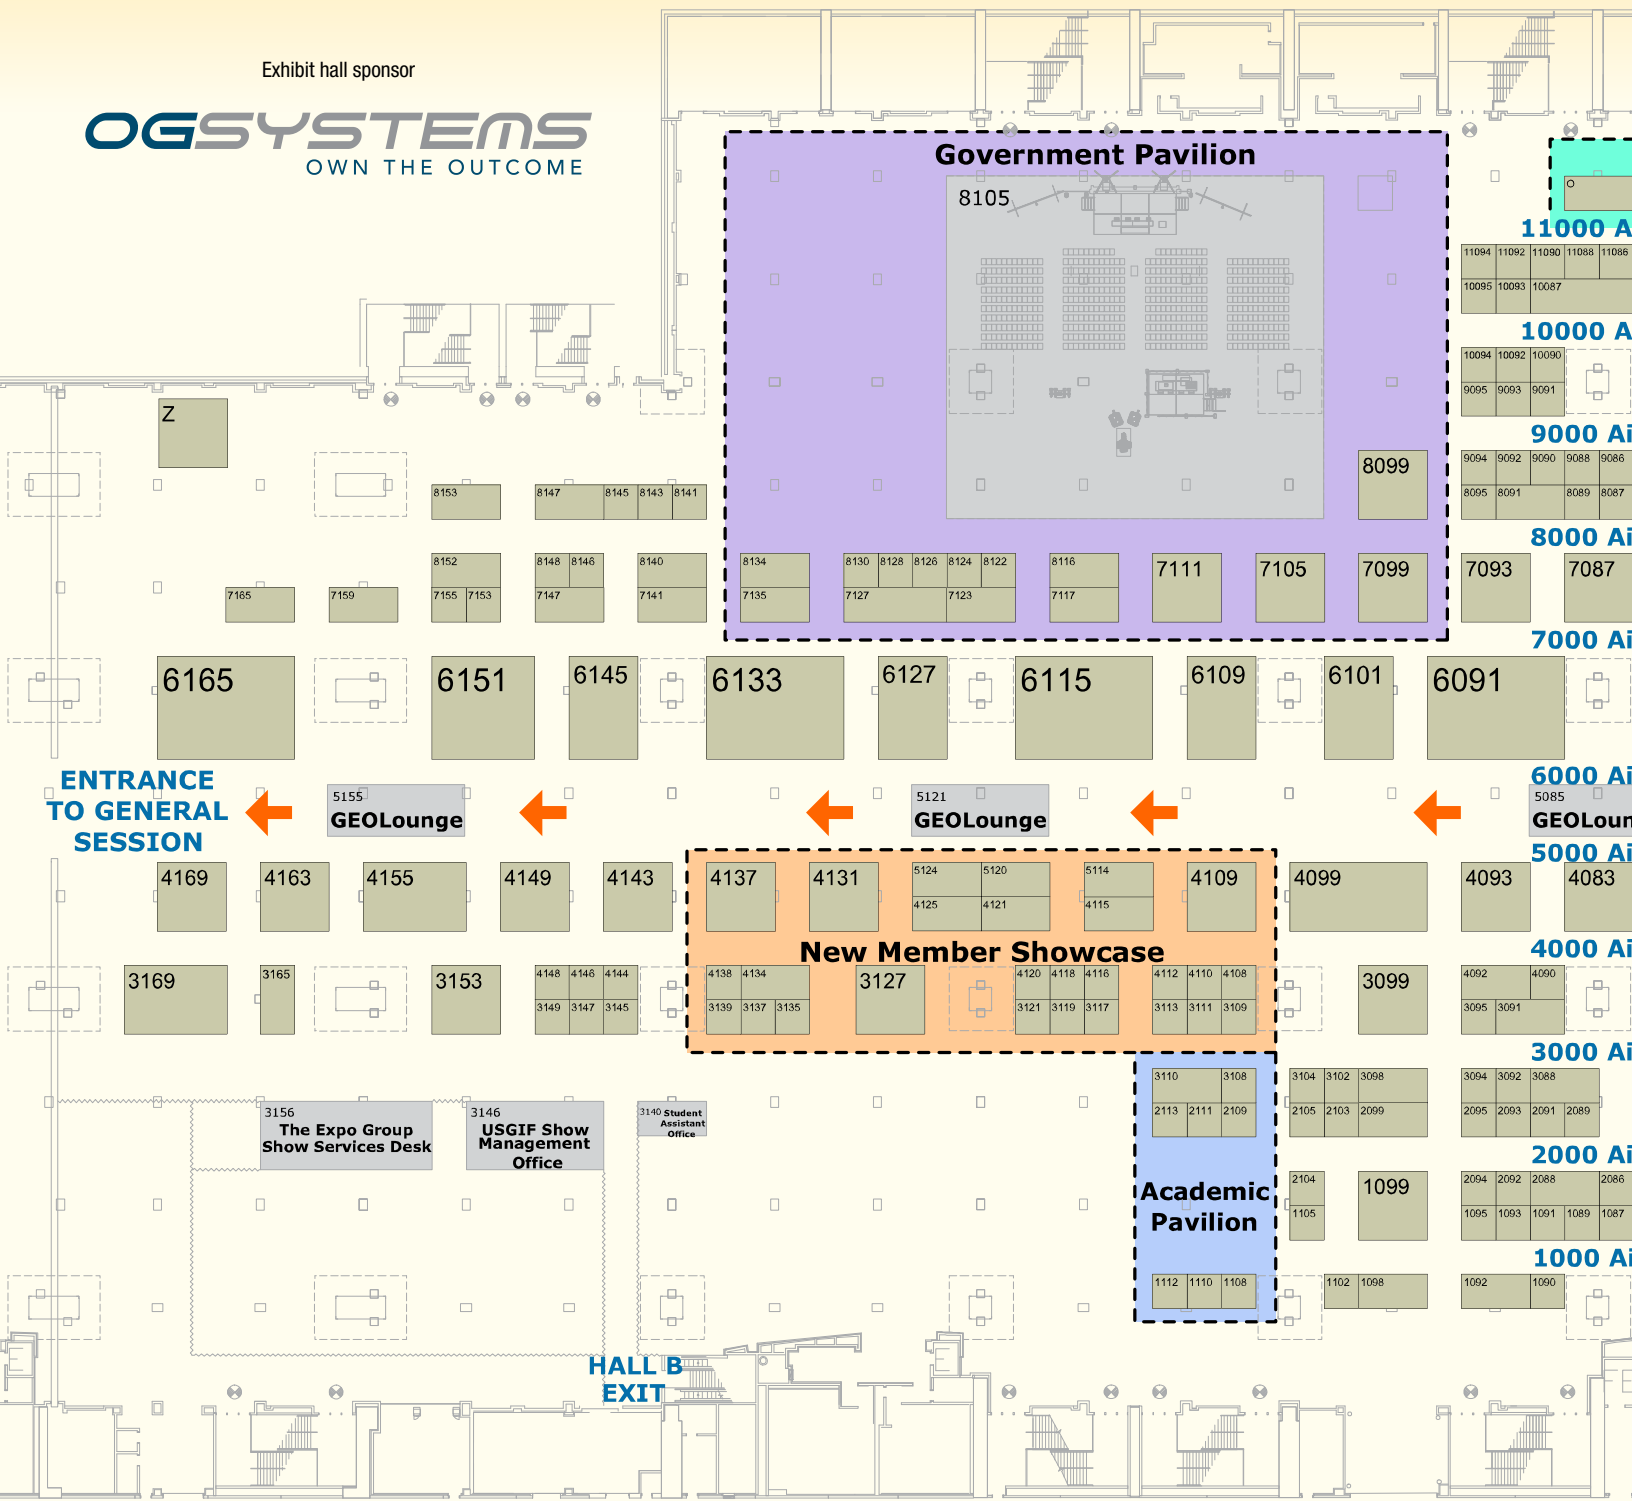 Exhibit hall sponsor
OGSYSTEMS
OWN THE OUTCOME
Government Pavilion
8105
O
11000 A
11094 11092 11090 11088 11086
10095 10093 10087
10000 A
10094 10092 10090
9095 9093 9091
Z
9000 Ai
8099
9094 9092 9090 9088 9086
8095 8091 8089 8087
8153 8147 8145 8143 8141
8000 Ai
8152 8148 8146 8140 8134 8130 8128 8126 8124 8122 8116 7111 7105 7099 7093 7087
7165 7159 7155 7153 7147 7141 7135 7127 7123 7117
7000 Ai
6165 6151 6145 6133 6127 6115 6109 6101 6091
ENTRANCE
TO GENERAL
SESSION
6000 Ai
5155
GEOLounge
5121
GEOLounge
5085
GEOLoun
5000 Ai
4169 4163 4155 4149 4143 4137 4131 5124 5120 5114 4109 4099 4093 4083
4125 4121 4115
New Member Showcase
4000 Ai
3169 3165 3153 4148 4146 4144 4138 4134 3127 4120 4118 4116 4112 4110 4108 3099 4092 4090
3149 3147 3145 3139 3137 3135 3121 3119 3117 3113 3111 3109 3095 3091
3000 Ai
3110 3108 3104 3102 3098 3094 3092 3088
2113 2111 2109 2105 2103 2099 2095 2093 2091 2089
3156
The Expo Group
Show Services Desk
3146
USGIF Show
Management
Office
3140 Student
Assistant
Office
2000 Ai
Academic
Pavilion
2104 1099 2094 2092 2088 2086
1105 1095 1093 1091 1089 1087
1000 Ai
1112 1110 1108 1102 1098 1092 1090
HALL B
EXIT